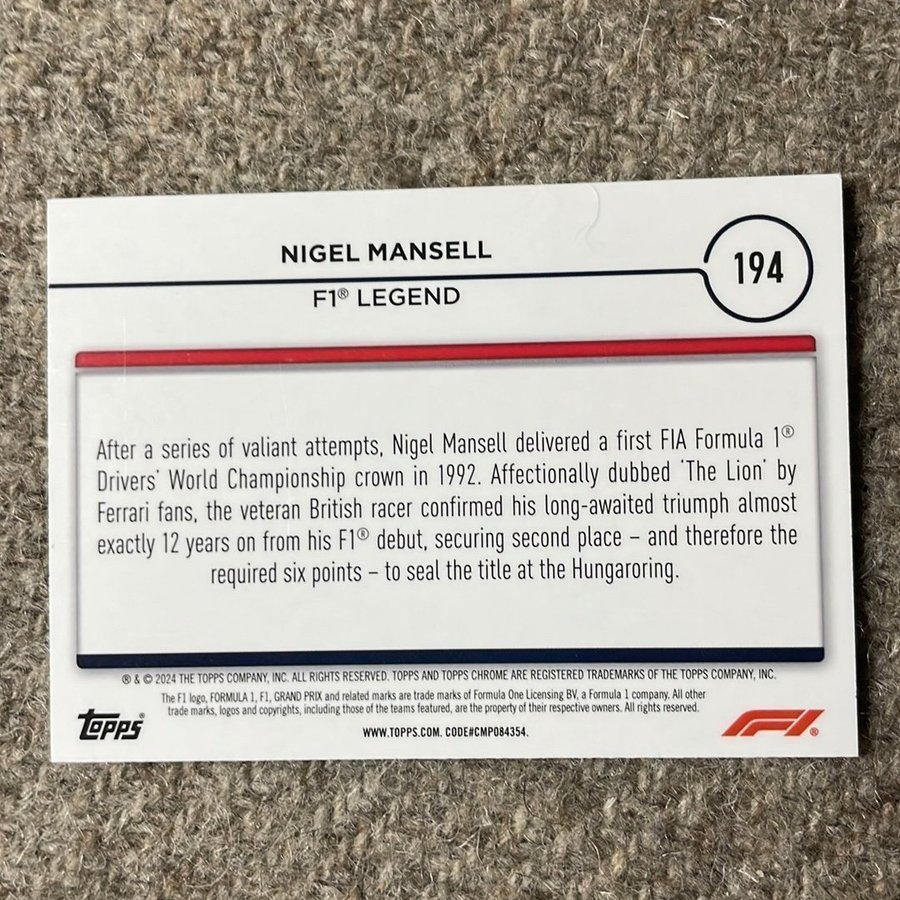 NIGEL MANSELL
194
F1® LEGEND
After a series of valiant attempts, Nigel Mansell delivered a first FIA Formula 1®
Drivers' World Championship crown in 1992. Affectionally dubbed 'The Lion' by
Ferrari fans, the veteran British racer confirmed his long-awaited triumph almost
exactly 12 years on from his F1® debut, securing second place – and therefore the
required six points – to seal the title at the Hungaroring.
® & © 2024 THE TOPPS COMPANY, INC. ALL RIGHTS RESERVED. TOPPS AND TOPPS CHROME ARE REGISTERED TRADEMARKS OF THE TOPPS COMPANY, INC.
The F1 logo, FORMULA 1, F1, GRAND PRIX and related marks are trade marks of Formula One Licensing BV, a Formula 1 company. All other
trade marks, logos and copyrights, including those of the teams featured, are the property of their respective owners. All rights reserved.
topps®
WWW.TOPPS.COM. CODE#CMP084354.
F1®